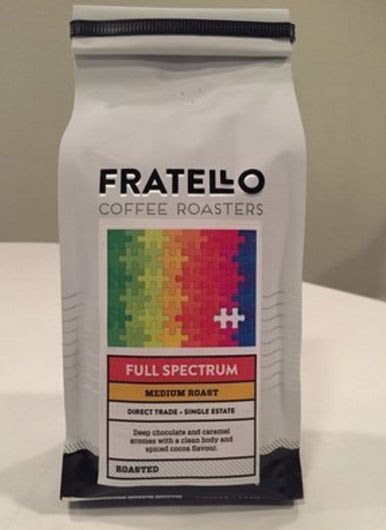 FRATELLO
COFFEE ROASTERS
FULL SPECTRUM
MEDIUM ROAST
DIRECT TRADE • SINGLE ESTATE
Deep chocolate and caramel
aromas with a clean body and
spiced cocoa flavour.
ROASTED